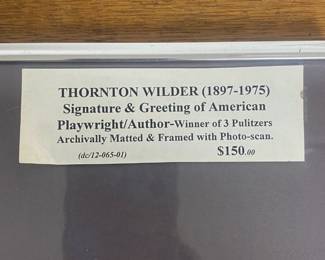 THORNTON WILDER (1897-1975)
Signature & Greeting of American
Playwright/Author-Winner of 3 Pulitzers
Archivally Matted & Framed with Photo-scan.
(dc/12-065-01) $150.00